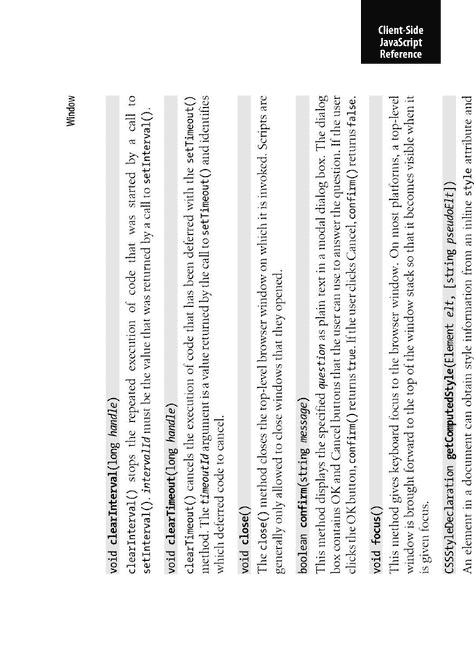 Client-Side
JavaScript
Reference
Window
void clearInterval(long handle)
clearInterval() stops the repeated execution of code that was started by a call to
setInterval(). intervalId must be the value that was returned by a call to setInterval().
void clearTimeout(long handle)
clearTimeout() cancels the execution of code that has been deferred with the setTimeout()
method. The timeoutId argument is a value returned by the call to setTimeout() and identifies
which deferred code to cancel.
void close()
The close() method closes the top-level browser window on which it is invoked. Scripts are
generally only allowed to close windows that they opened.
boolean confirm(string message)
This method displays the specified question as plain text in a modal dialog box. The dialog
box contains OK and Cancel buttons that the user can use to answer the question. If the user
clicks the OK button, confirm() returns true. If the user clicks Cancel, confirm() returns false.
void focus()
This method gives keyboard focus to the browser window. On most platforms, a top-level
window is brought forward to the top of the window stack so that it becomes visible when it
is given focus.
CSSStyleDeclaration getComputedStyle(Element elt, [string pseudoElt])
An element in a document can obtain style information from an inline style attribute and